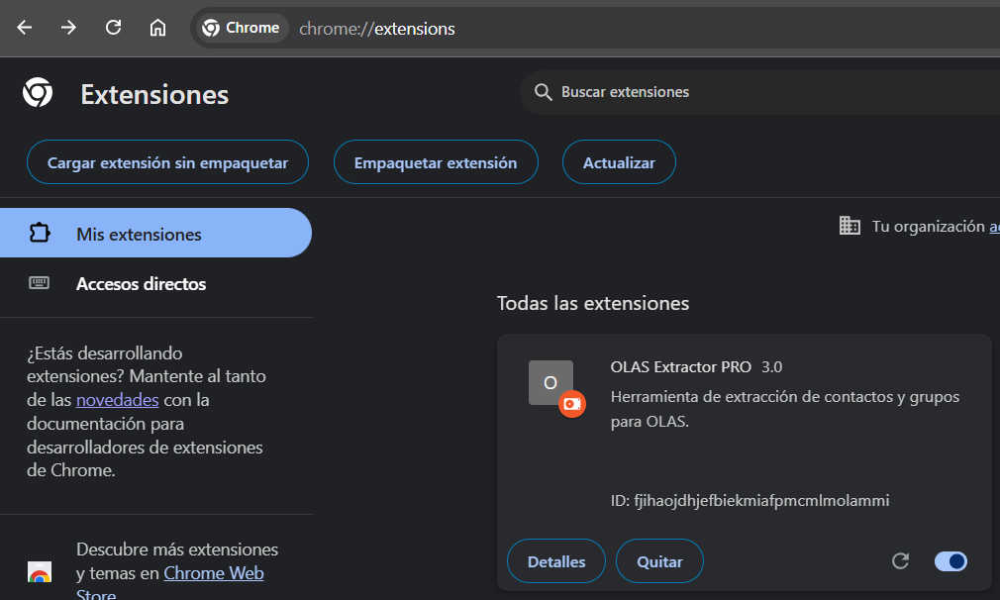 Chrome chrome://extensions
Extensiones
Buscar extensiones
Cargar extensión sin empaquetar
Empaquetar extensión
Actualizar
Mis extensiones
Accesos directos
¿Estás desarrollando
extensiones? Mantente al tanto
de las novedades con la
documentación para
desarrolladores de extensiones
de Chrome.
Descubre más extensiones
y temas en Chrome Web
Store
Tu organización
Todas las extensiones
O
OLAS Extractor PRO 3.0
Herramienta de extracción de contactos y grupos
para OLAS.
ID: fjihaojdhjefbiekmiafpmcmlmolammi
Detalles
Quitar